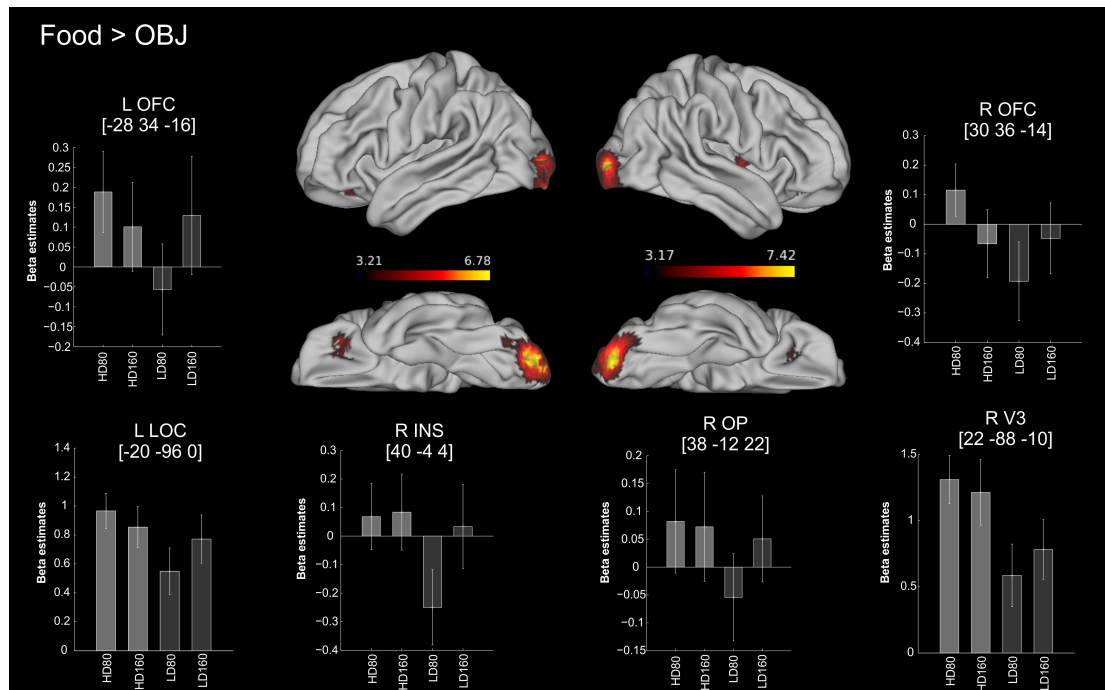 Food > OBJ
L OFC
[-28 34 -16]
Beta estimates
0.3
0.25
0.2
0.15
0.1
0.05
0
−0.05
−0.1
−0.15
−0.2
HD80
HD160
LD80
LD160
3.21 6.78
3.17 7.42
R OFC
[30 36 -14]
Beta estimates
0.3
0.2
0.1
0
−0.1
−0.2
−0.3
−0.4
HD80
HD160
LD80
LD160
L LOC
[-20 -96 0]
Beta estimates
1.4
1.2
1
0.8
0.6
0.4
0.2
0
HD80
HD160
LD80
LD160
R INS
[40 -4 4]
Beta estimates
0.3
0.2
0.1
0
−0.1
−0.2
−0.3
−0.4
HD80
HD160
LD80
LD160
R OP
[38 -12 22]
Beta estimates
0.2
0.15
0.1
0.05
0
−0.05
−0.1
−0.15
HD80
HD160
LD80
LD160
R V3
[22 -88 -10]
Beta estimates
1.5
1
0.5
0
HD80
HD160
LD80
LD160